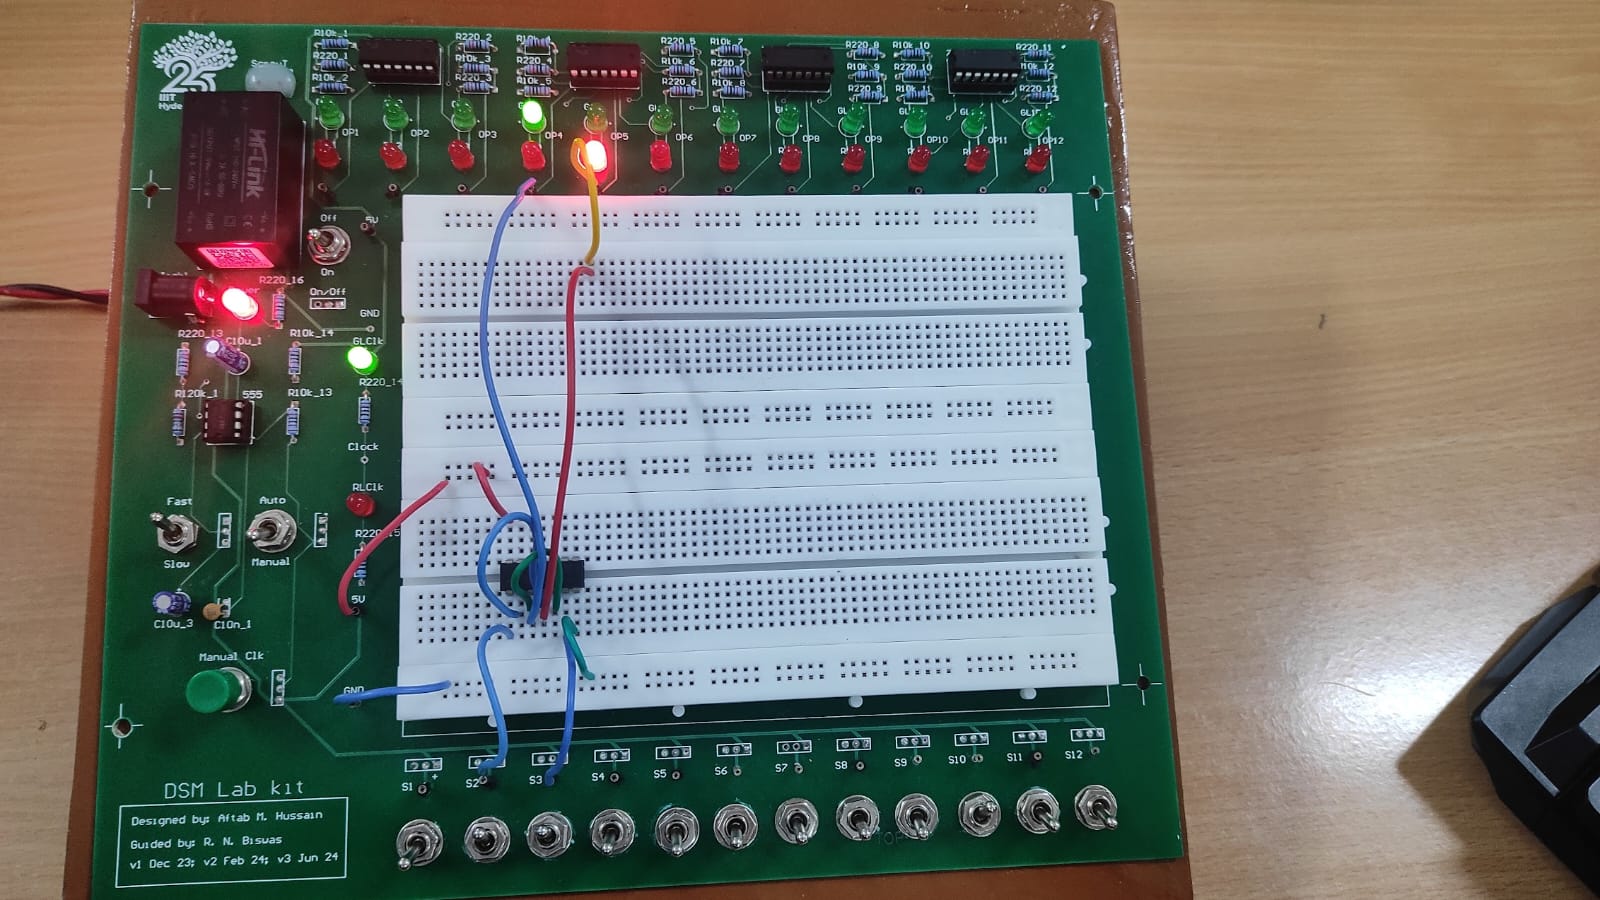 R10k_1
R220_1
R10k_2
R220_2
R10k_3
R220_3
R10k_4
R220_4
R10k_5
R220_5
R10k_6
R220_6
R10k_7
R220_7
R10k_8
R220_8
R10k_9
R220_9
R10k_10
R220_10
R10k_11
R220_11
R10k_12
R220_12
25
OP1
OP2
OP3
OP4
OP5
OP6
OP7
OP8
OP9
OP10
OP11
OP12
HFLink
Off
5V
On
R220_16
On/Off
GND
R220_13
C10u_1
R10k_14
GLClk
R220_14
R120k_1
555
R10k_13
Clock
RLClk
Fast
Auto
Slow
Manual
5V
C10u_3
C10n_1
Manual Clk
GND
S1
S2
S3
S4
S5
S6
S7
S8
S9
S10
S11
S12
DSM Lab kit
Designed by: Aftab M. Hussain
Guided by: R. N. Biswas
v1 Dec 23; v2 Feb 24; v3 Jun 24